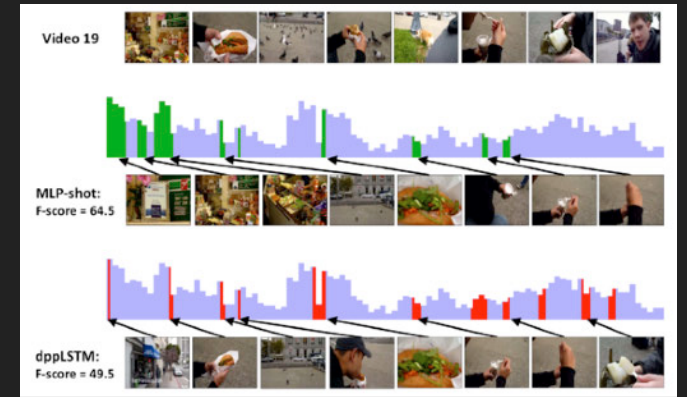 Video 19
MLP-shot:
F-score = 64.5
dppLSTM:
F-score = 49.5